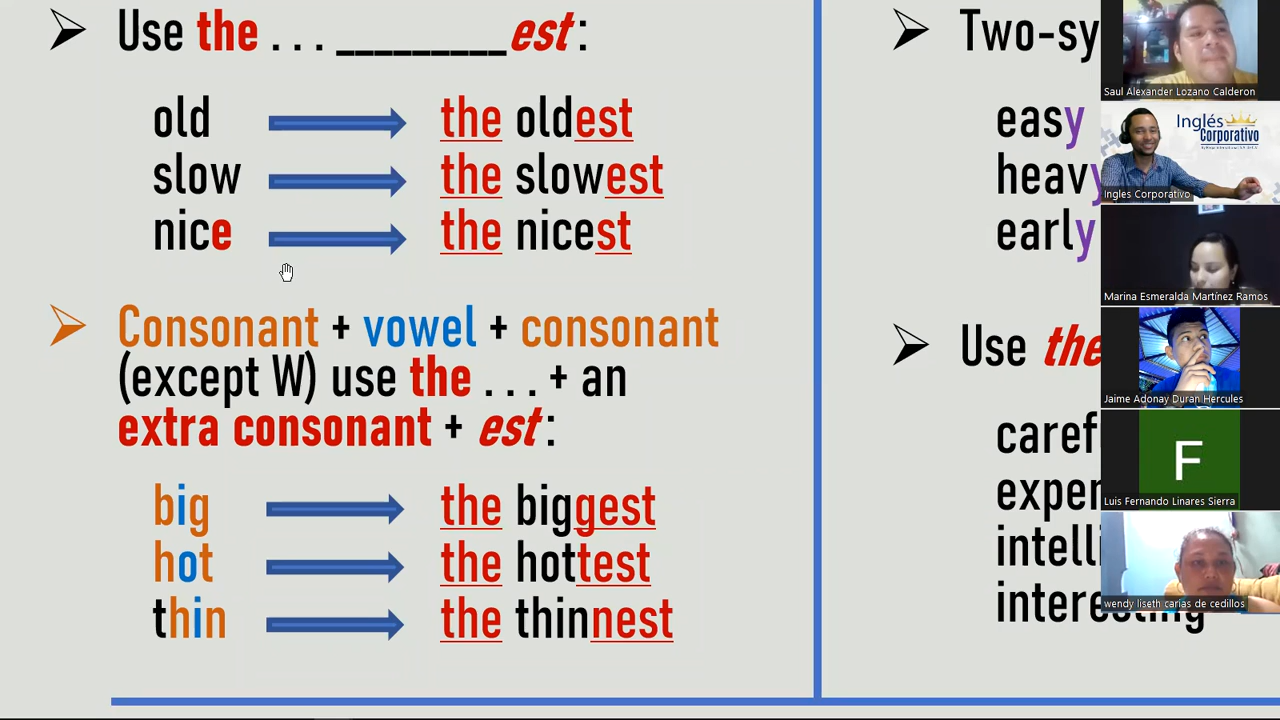 Use the . . . _________est :
old the oldest
slow the slowest
nice the nicest
Consonant + vowel + consonant
(except W) use the . . . + an
extra consonant + est :
big the biggest
hot the hottest
thin the thinnest
Two-sy
easy
heavy
early
Use the
caref
exper
intelli
interesting
Saul Alexander Lozano Calderon
Inglés
Corporativo
Ingles Corporativo
Marina Esmeralda Martínez Ramos
Jaime Adonay Duran Hercules
F
Luis Fernando Linares Sierra
wendy liseth carias de cedillos